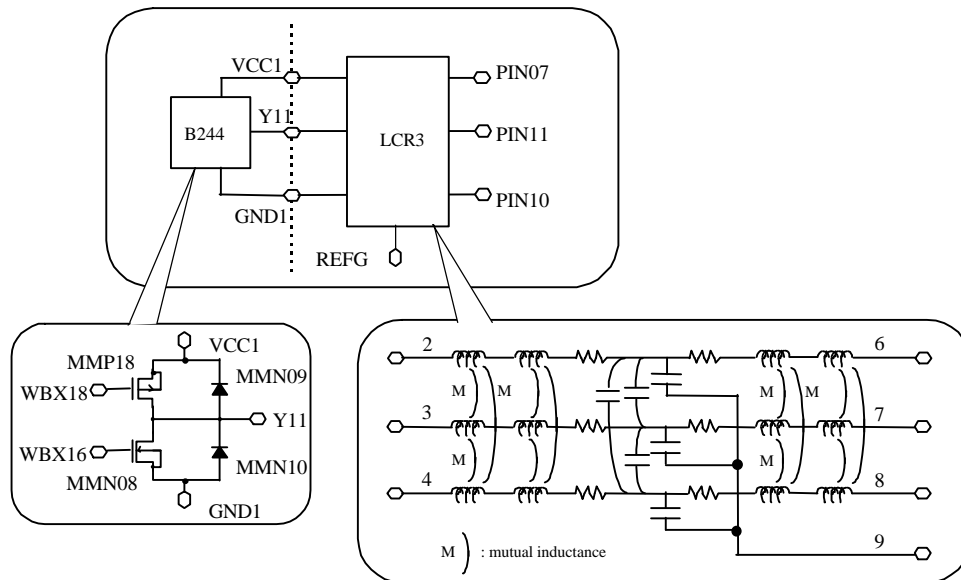 VCC1
PIN07
Y11
B244
LCR3
PIN11
PIN10
GND1
REFG
VCC1
MMP18
MMN09
WBX18
Y11
WBX16
MMN10
MMN08
GND1
2
6
M
M
M
M
3
7
M
M
4
8
9
M : mutual inductance